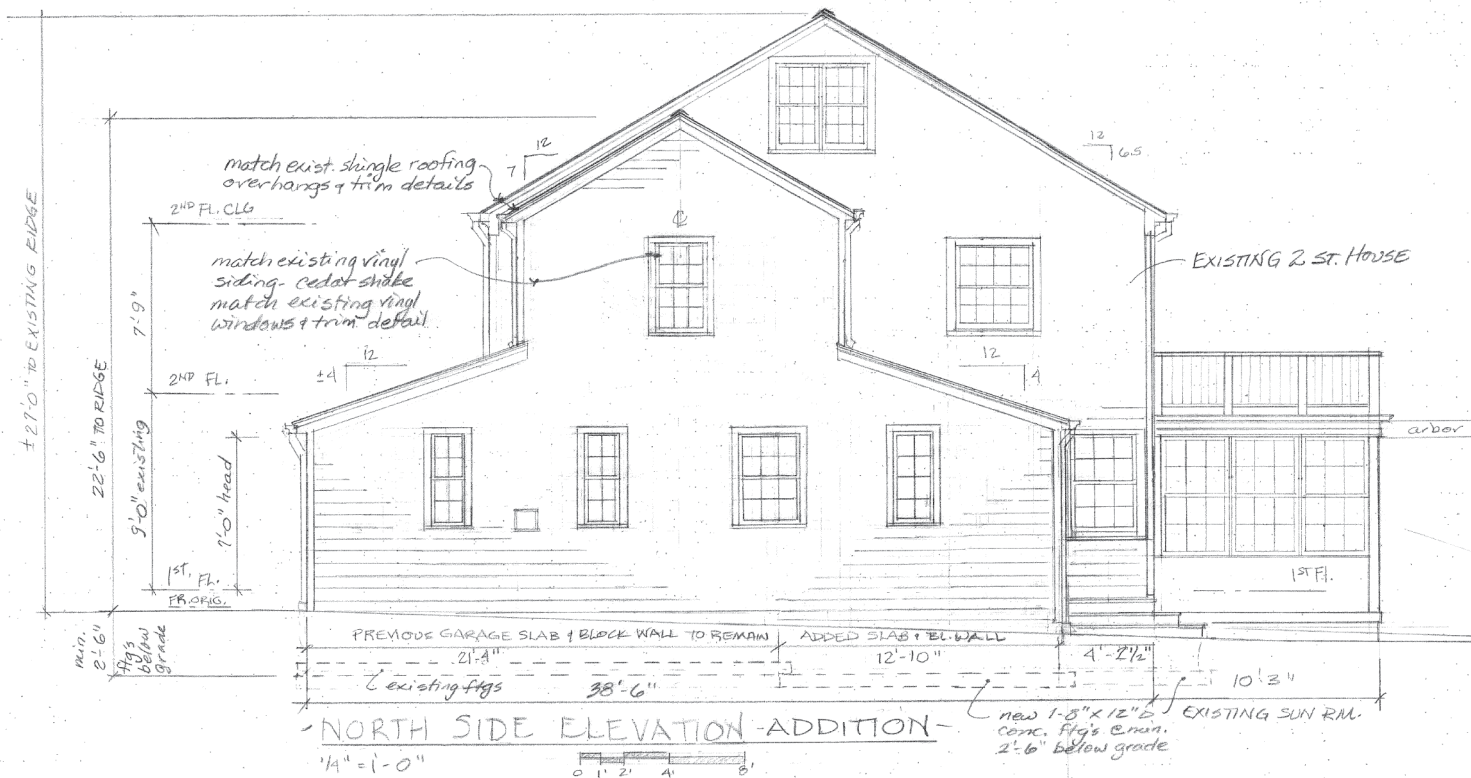 12
12
7
6.5
match exist. shingle roofing
overhangs & trim details
2ND FL. CLG
℄
match existing vinyl
siding - cedar shake
match existing vinyl
windows & trim detail
EXISTING 2 ST. HOUSE
±27'-0" TO EXISTING RIDGE
22'-6" TO RIDGE
7'-9"
12
±4
12
4
2ND FL.
9'-0" existing
7'-0" head
arbor
1ST. FL.
FR. ORIG.
1ST Fl.
min.
2'-6"
ftg's
below
grade
PREVIOUS GARAGE SLAB & BLOCK WALL TO REMAIN
ADDED SLAB & BL. WALL
21'-4"
12'-10"
4'-2½"
existing ftgs
38'-6"
10'3"
new 1'-8" x 12" D.
conc. ftg's @ min.
2'-6" below grade
EXISTING SUN RM.
- NORTH SIDE ELEVATION - ADDITION -
1/4" = 1'-0"
0 1' 2' 4' 8'